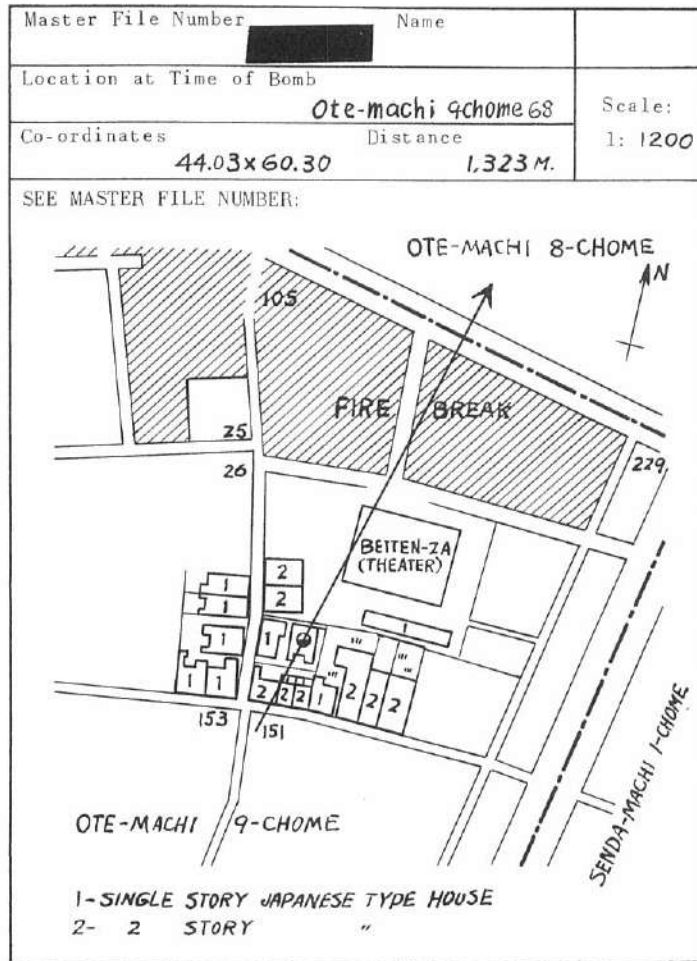 Master File Number Name
Location at Time of Bomb
Ote-machi 9chome 68
Scale:
1: 1200
Co-ordinates Distance
44.03 x 60.30 1,323 M.
SEE MASTER FILE NUMBER:
OTE-MACHI 8-CHOME
N
105
FIRE BREAK
25
26
229
BETTEN-ZA
(THEATER)
2
2
1
1
1
1
1
1
1
2
2
2
1
2
2
2
153
151
OTE-MACHI 9-CHOME
SENDA-MACHI 1-CHOME
1- SINGLE STORY JAPANESE TYPE HOUSE
2- 2 STORY "